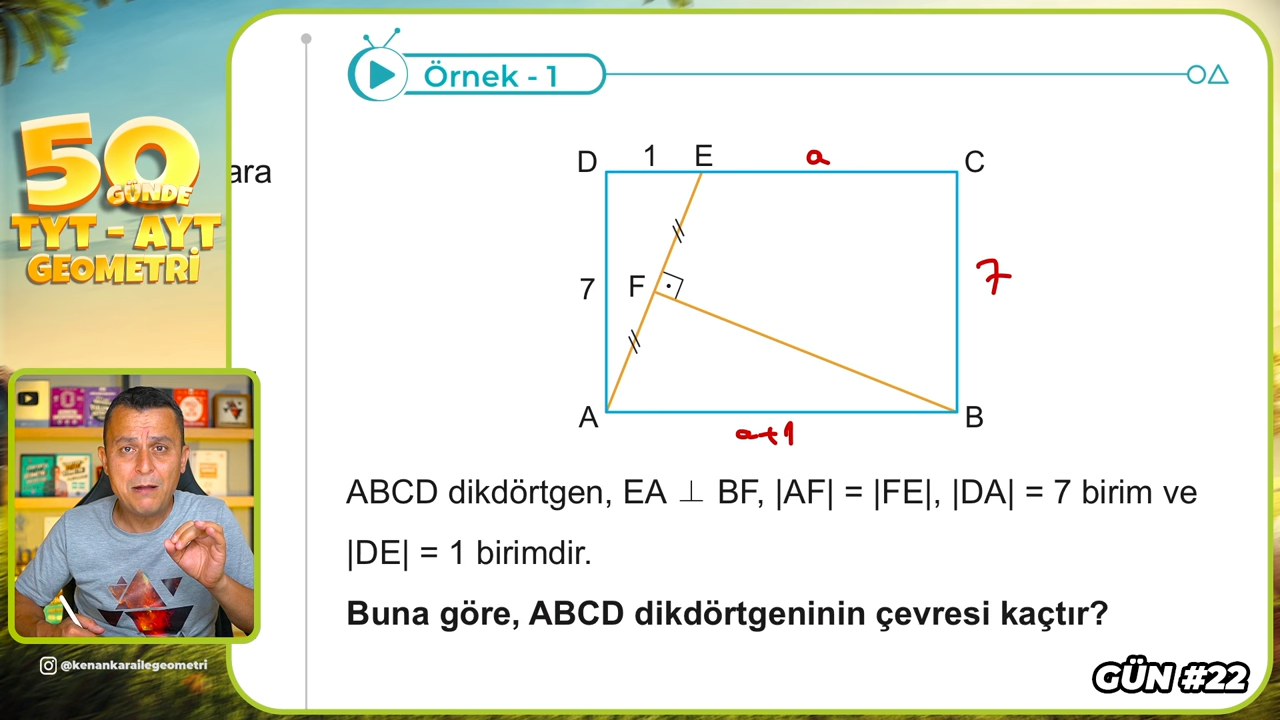 50
GÜNDE
TYT - AYT
GEOMETRİ
ara
Örnek - 1
D 1 E a C
7 F 7
A a+1 B
ABCD dikdörtgen, EA ⊥ BF, |AF| = |FE|, |DA| = 7 birim ve
|DE| = 1 birimdir.
Buna göre, ABCD dikdörtgeninin çevresi kaçtır?
@kenankarailegeometri
GÜN #22